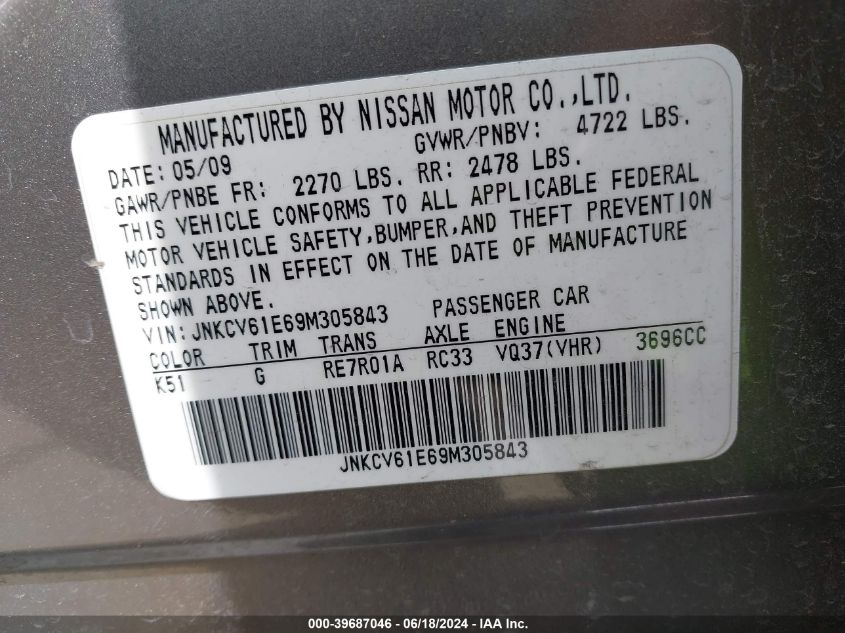 MANUFACTURED BY NISSAN MOTOR CO.,LTD.
DATE: 05/09 GVWR/PNBV: 4722 LBS.
GAWR/PNBE FR: 2270 LBS. RR: 2478 LBS.
THIS VEHICLE CONFORMS TO ALL APPLICABLE FEDERAL
MOTOR VEHICLE SAFETY,BUMPER,AND THEFT PREVENTION
STANDARDS IN EFFECT ON THE DATE OF MANUFACTURE
SHOWN ABOVE.
VIN:JNKCV61E69M305843 PASSENGER CAR
COLOR TRIM TRANS AXLE ENGINE
K51 G RE7R01A RC33 VQ37(VHR) 3696CC
JNKCV61E69M305843
000-39687046 - 06/18/2024 - IAA Inc.